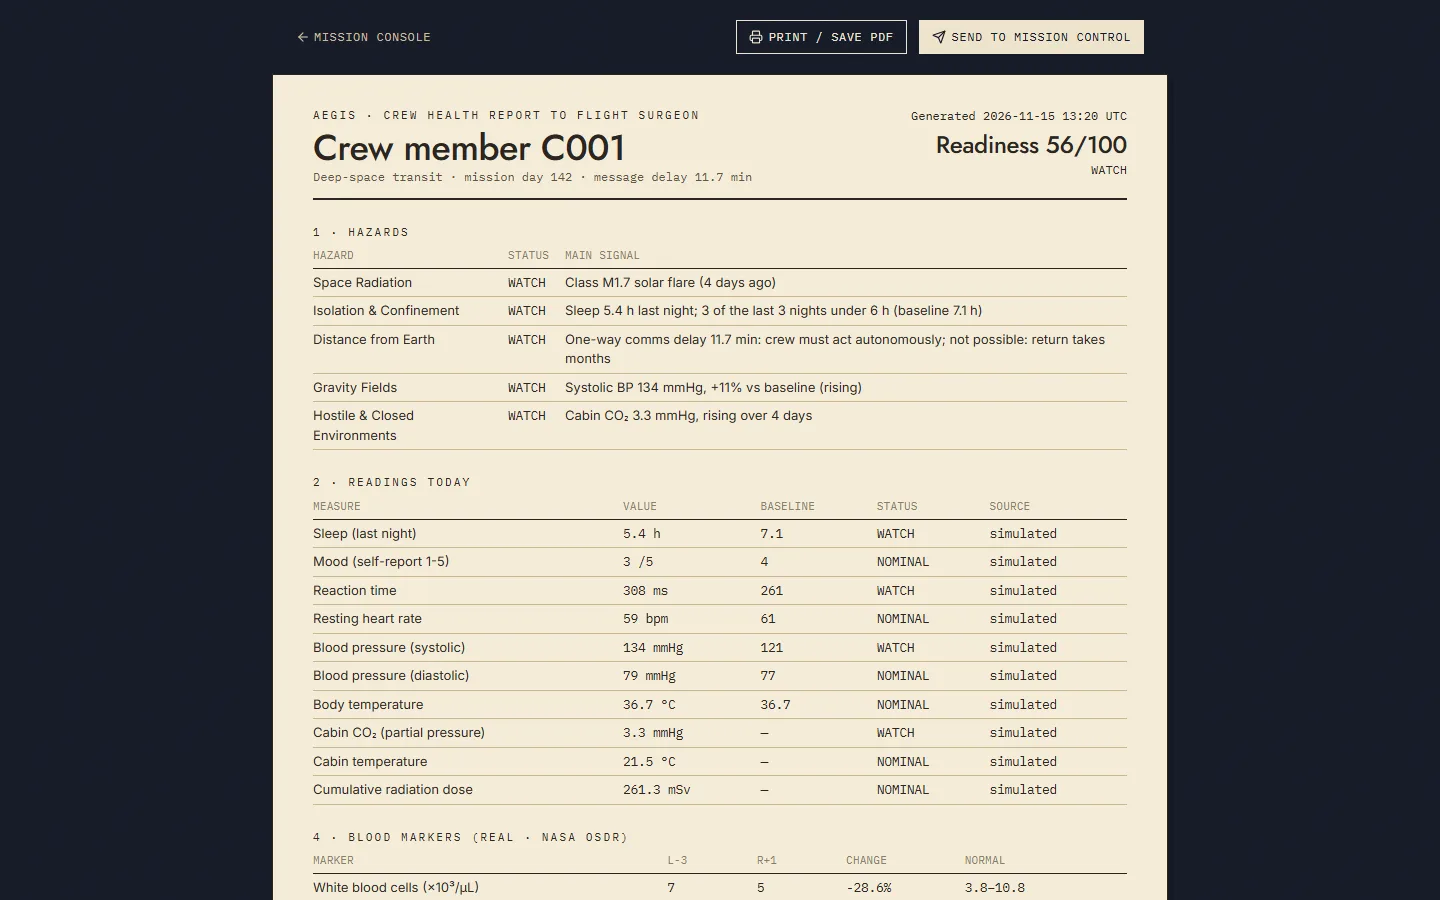 MISSION CONSOLE
PRINT / SAVE PDF
SEND TO MISSION CONTROL
AEGIS · CREW HEALTH REPORT TO FLIGHT SURGEON
Crew member C001
Deep-space transit · mission day 142 · message delay 11.7 min
Generated 2026-11-15 13:20 UTC
Readiness 56/100
WATCH
1 · HAZARDS
HAZARD STATUS MAIN SIGNAL
Space Radiation WATCH Class M1.7 solar flare (4 days ago)
Isolation & Confinement WATCH Sleep 5.4 h last night; 3 of the last 3 nights under 6 h (baseline 7.1 h)
Distance from Earth WATCH One-way comms delay 11.7 min: crew must act autonomously; not possible: return takes
months
Gravity Fields WATCH Systolic BP 134 mmHg, +11% vs baseline (rising)
Hostile & Closed WATCH Cabin CO₂ 3.3 mmHg, rising over 4 days
Environments
2 · READINGS TODAY
MEASURE VALUE BASELINE STATUS SOURCE
Sleep (last night) 5.4 h 7.1 WATCH simulated
Mood (self-report 1-5) 3 /5 4 NOMINAL simulated
Reaction time 308 ms 261 WATCH simulated
Resting heart rate 59 bpm 61 NOMINAL simulated
Blood pressure (systolic) 134 mmHg 121 WATCH simulated
Blood pressure (diastolic) 79 mmHg 77 NOMINAL simulated
Body temperature 36.7 °C 36.7 NOMINAL simulated
Cabin CO₂ (partial pressure) 3.3 mmHg — WATCH simulated
Cabin temperature 21.5 °C — NOMINAL simulated
Cumulative radiation dose 261.3 mSv — NOMINAL simulated
4 · BLOOD MARKERS (REAL · NASA OSDR)
MARKER L-3 R+1 CHANGE NORMAL
White blood cells (×10³/µL) 7 5 -28.6% 3.8–10.8